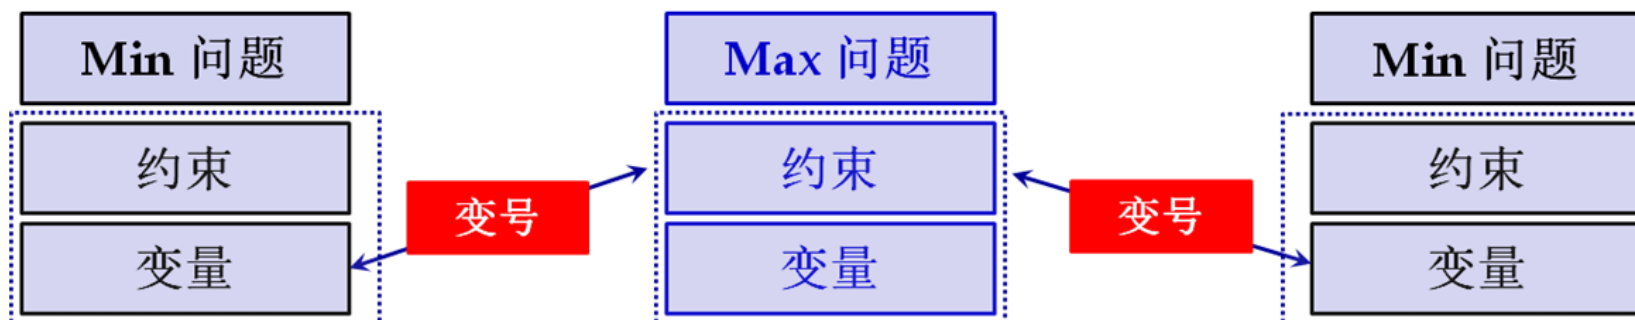 Min 问题
约束
变量
变号
Max 问题
约束
变量
变号
Min 问题
约束
变量